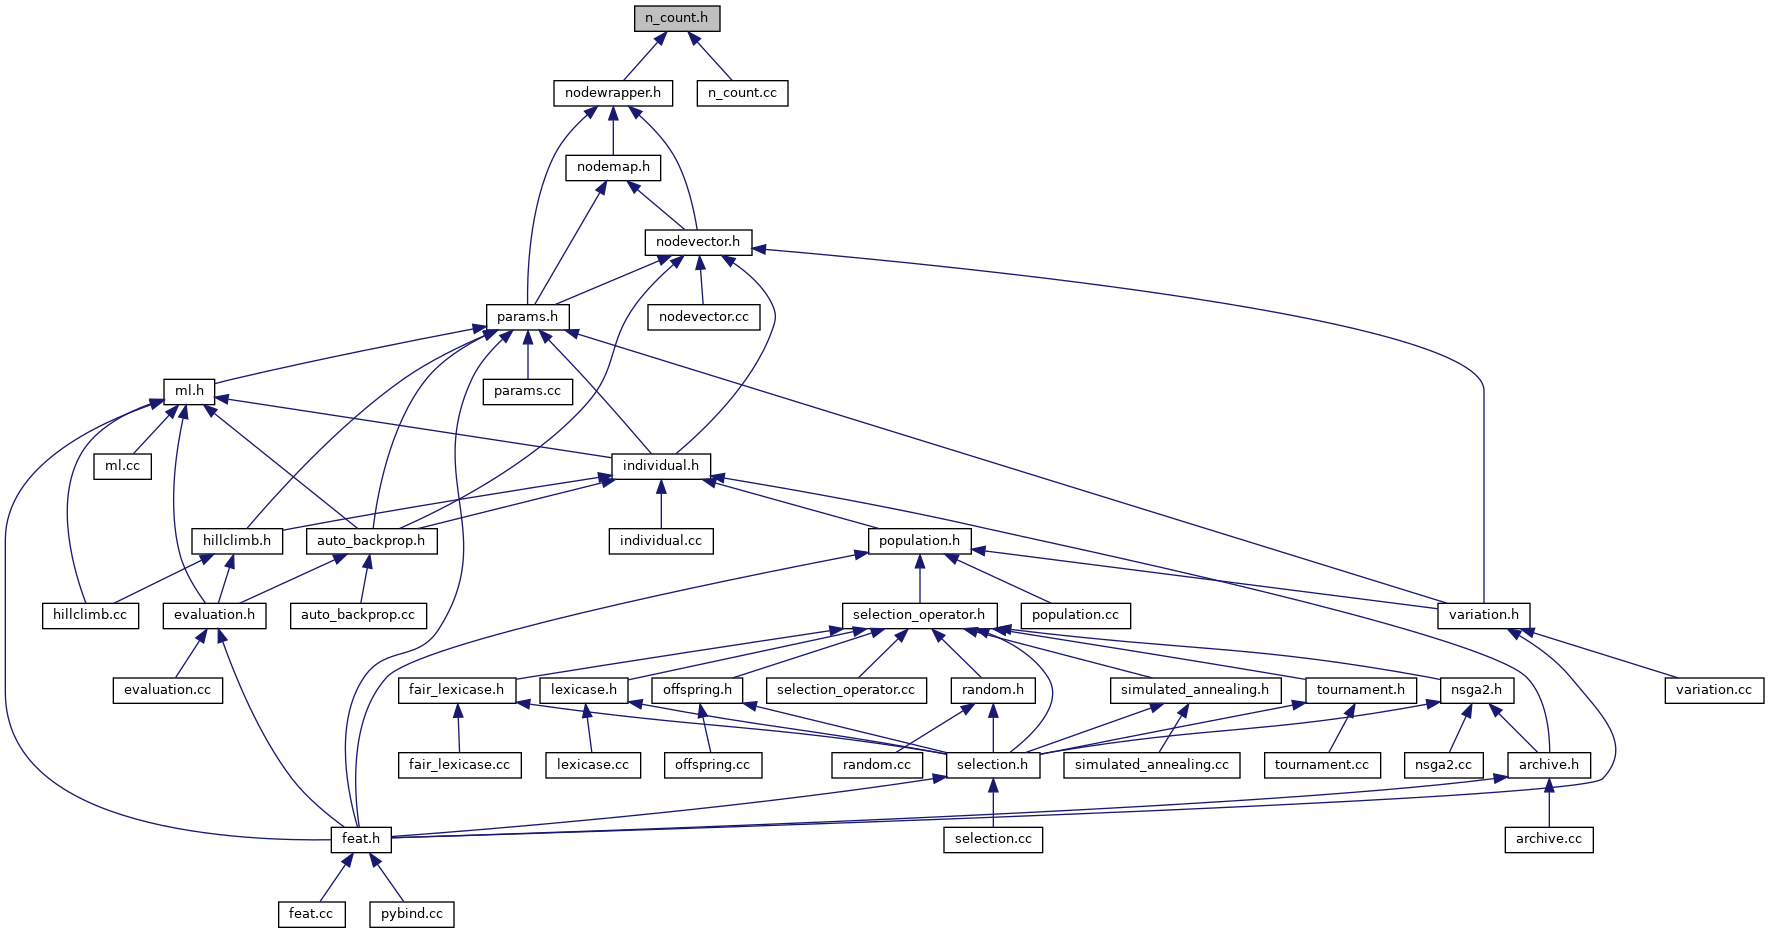 n_count.h
nodewrapper.h
n_count.cc
nodemap.h
nodevector.h
params.h
nodevector.cc
ml.h
params.cc
ml.cc
individual.h
hillclimb.h
auto_backprop.h
individual.cc
population.h
hillclimb.cc
evaluation.h
auto_backprop.cc
selection_operator.h
population.cc
variation.h
evaluation.cc
fair_lexicase.h
lexicase.h
offspring.h
selection_operator.cc
random.h
simulated_annealing.h
tournament.h
nsga2.h
variation.cc
fair_lexicase.cc
lexicase.cc
offspring.cc
random.cc
selection.h
simulated_annealing.cc
tournament.cc
nsga2.cc
archive.h
feat.h
selection.cc
archive.cc
feat.cc
pybind.cc